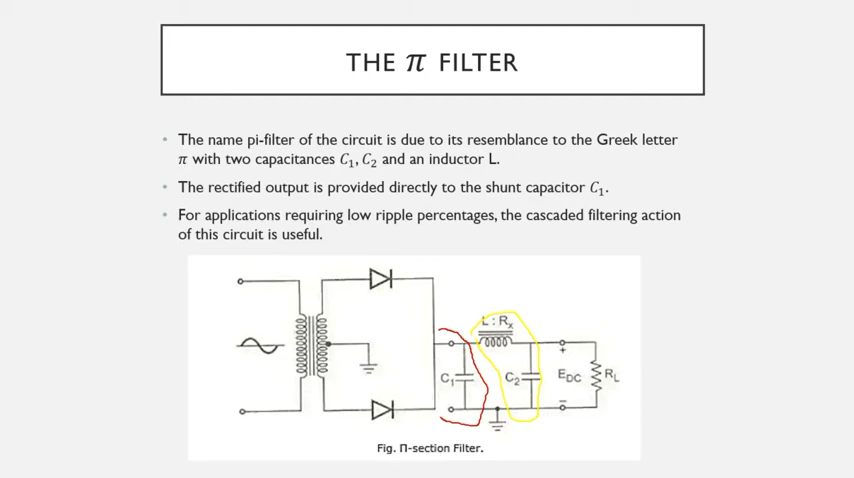 THE π FILTER
• The name pi-filter of the circuit is due to its resemblance to the Greek letter
π with two capacitances C₁, C₂ and an inductor L.
• The rectified output is provided directly to the shunt capacitor C₁.
• For applications requiring low ripple percentages, the cascaded filtering action
of this circuit is useful.
L : Rₓ
C₁
C₂
+
E_DC
−
R_L
Fig. Π-section Filter.